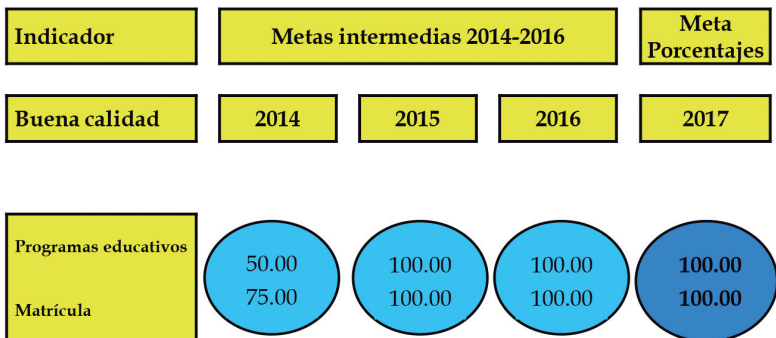 Indicador
Metas intermedias 2014-2016
Meta
Porcentajes
Buena calidad
2014
2015
2016
2017
Programas educativos
50.00
100.00
100.00
100.00
Matrícula
75.00
100.00
100.00
100.00